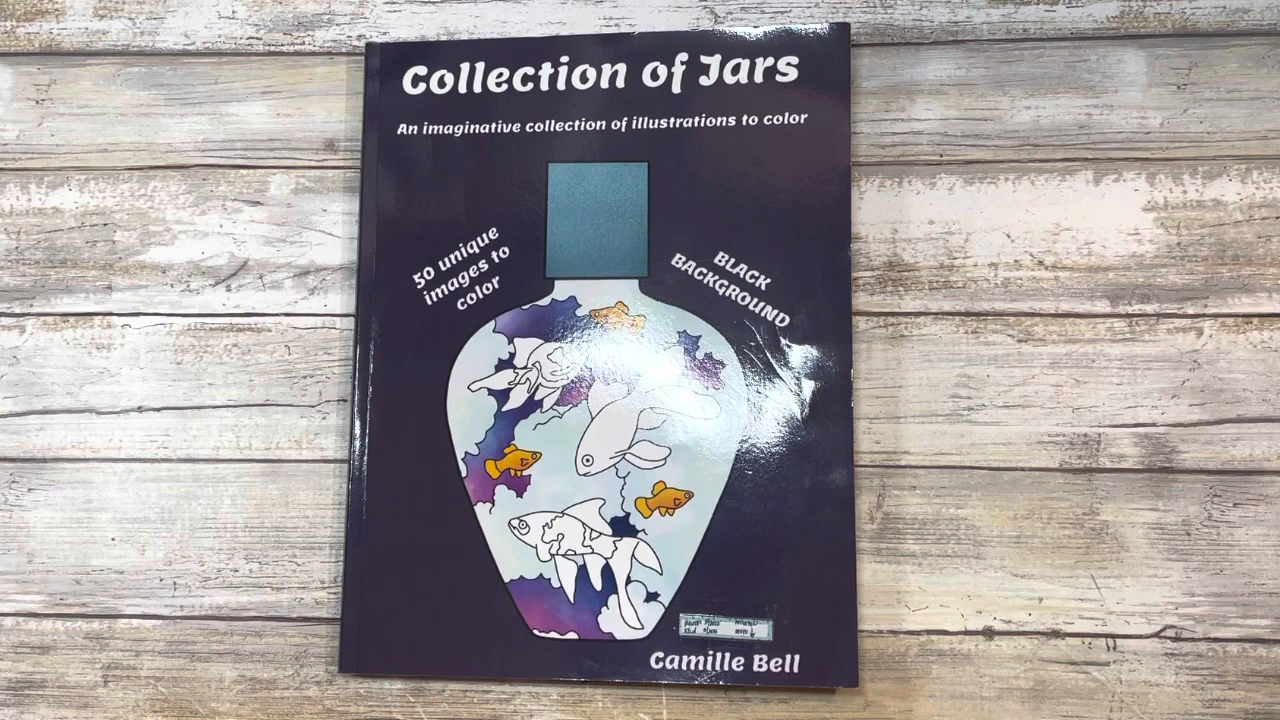 Collection of Jars
An imaginative collection of illustrations to color
50 unique
images to
color
BLACK
BACKGROUND
Camille Bell